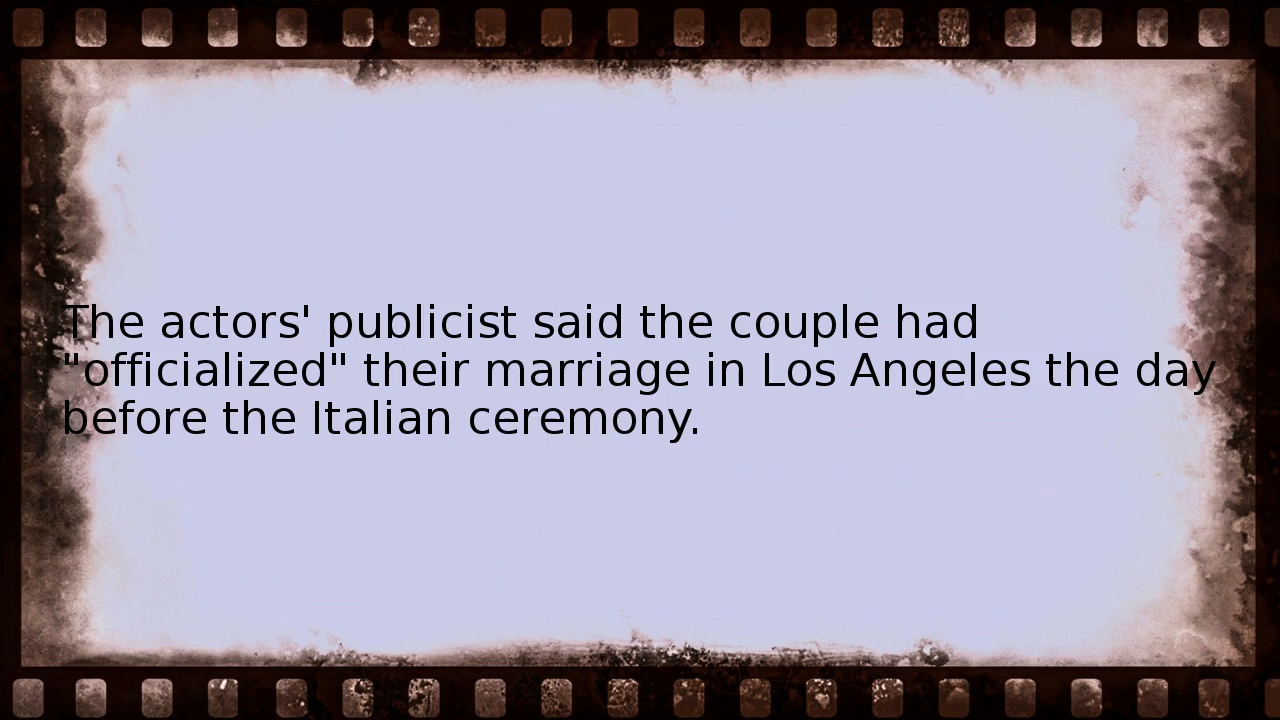 The actors' publicist said the couple had
"officialized" their marriage in Los Angeles the day
before the Italian ceremony.